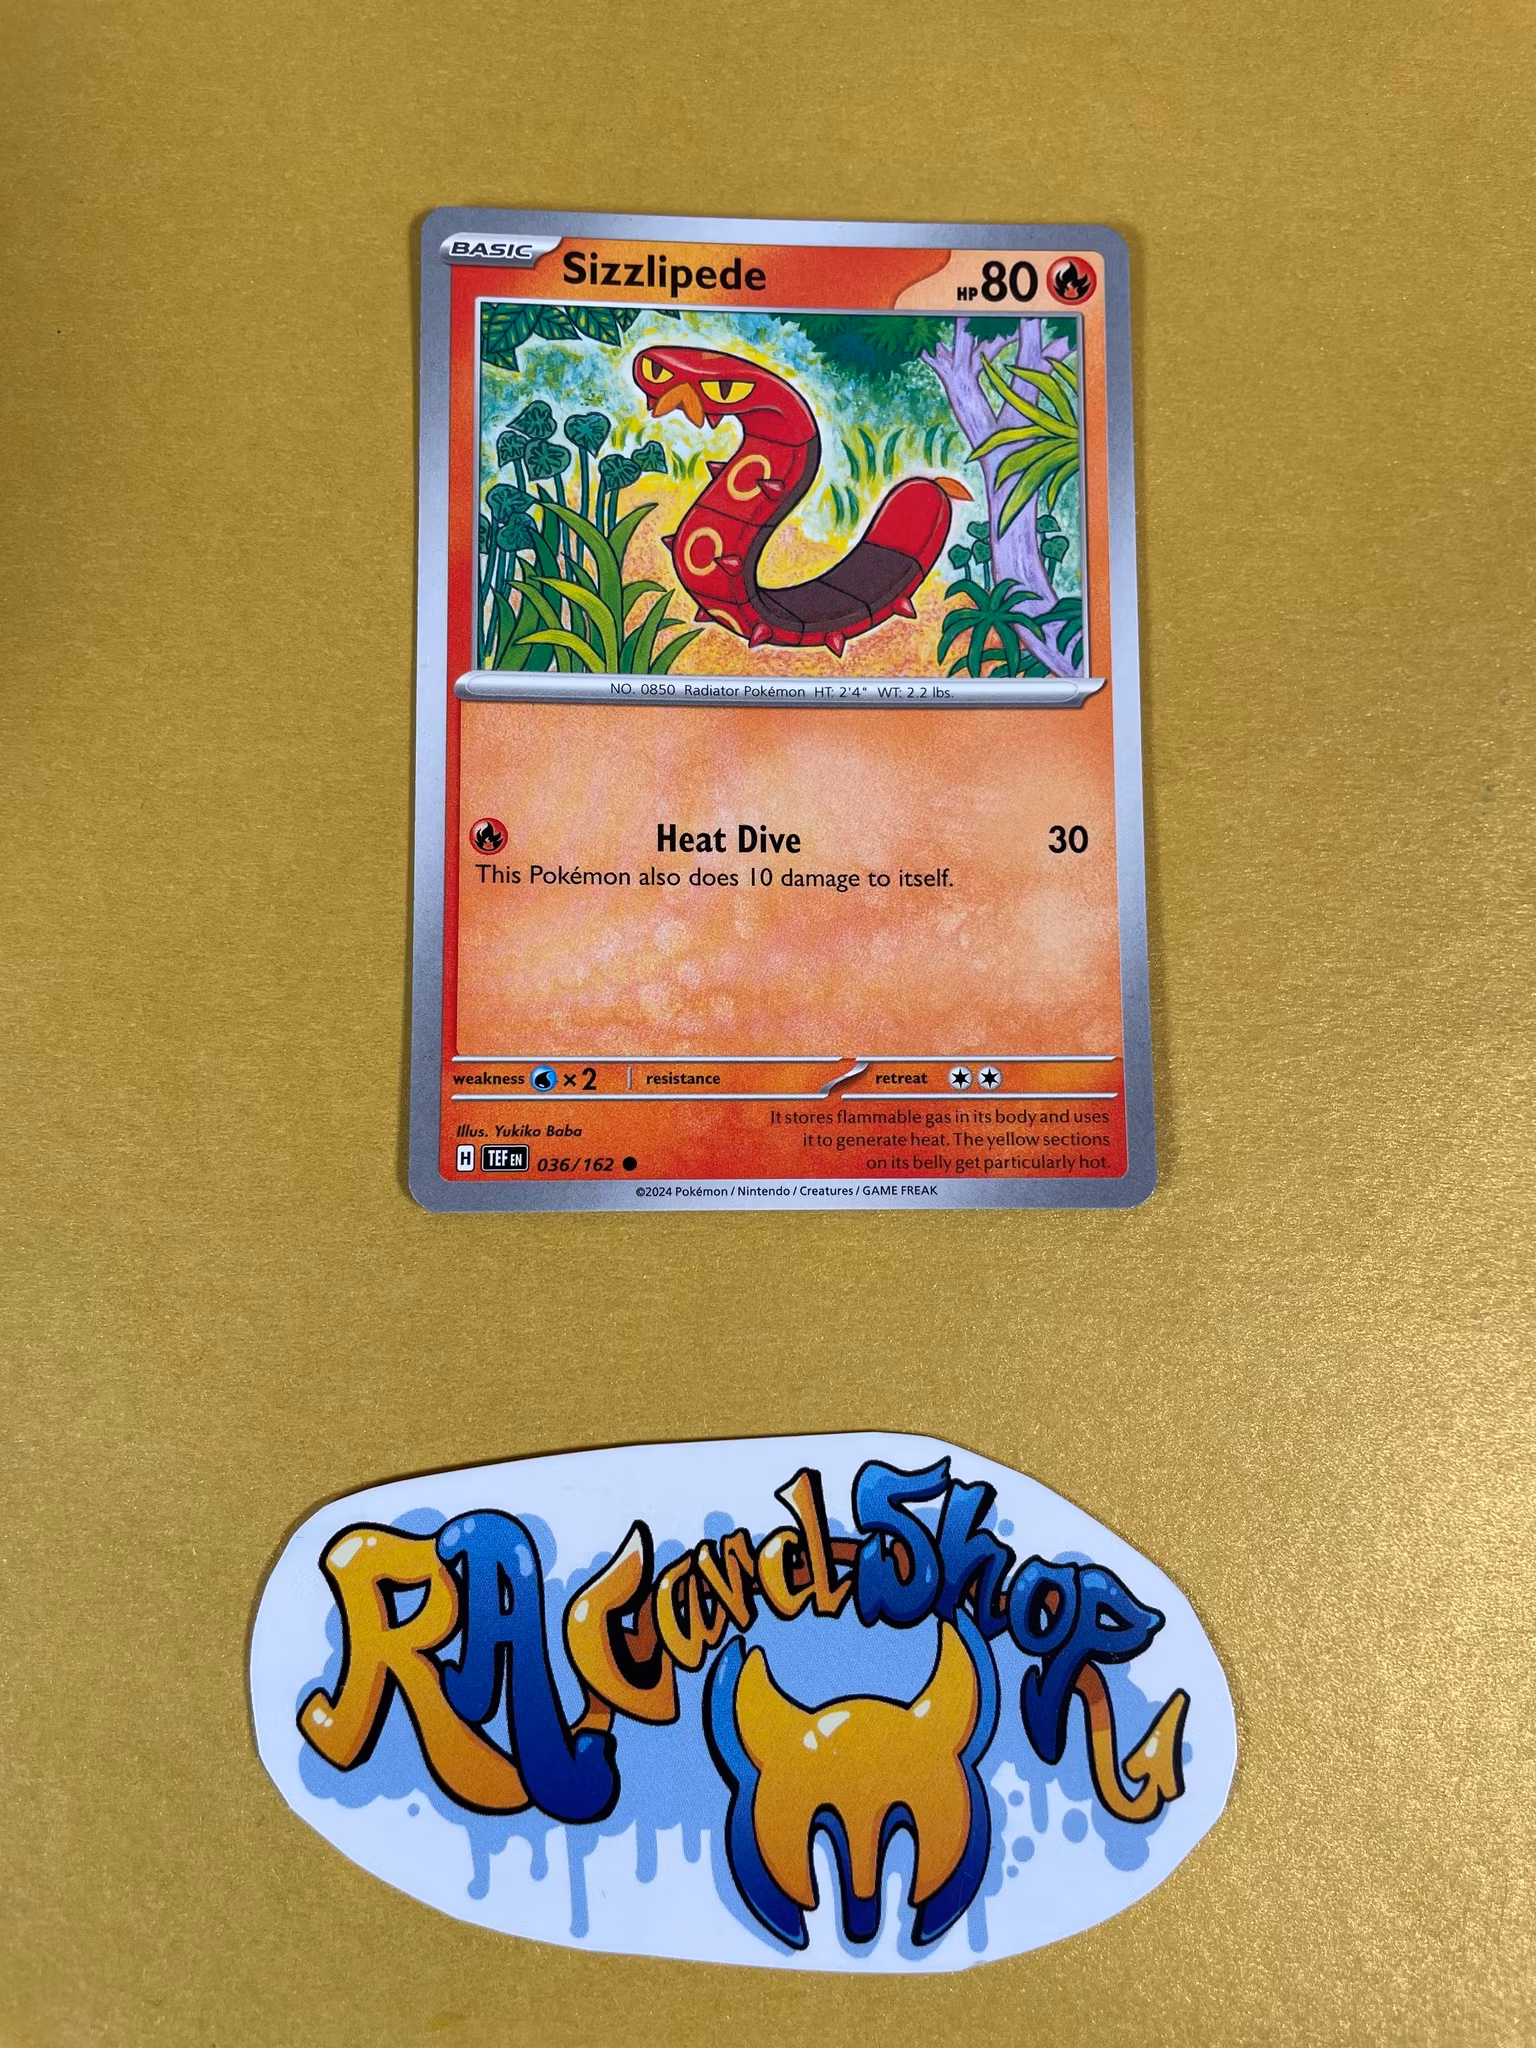 BASIC
Sizzlipede
HP 80
NO. 0850 Radiator Pokémon HT: 2'4" WT: 2.2 lbs.
Heat Dive 30
This Pokémon also does 10 damage to itself.
weakness ×2 resistance retreat
It stores flammable gas in its body and uses
it to generate heat. The yellow sections
on its belly get particularly hot.
Illus. Yukiko Baba
H TEF EN 036/162
©2024 Pokémon / Nintendo / Creatures / GAME FREAK
RA Card Shop